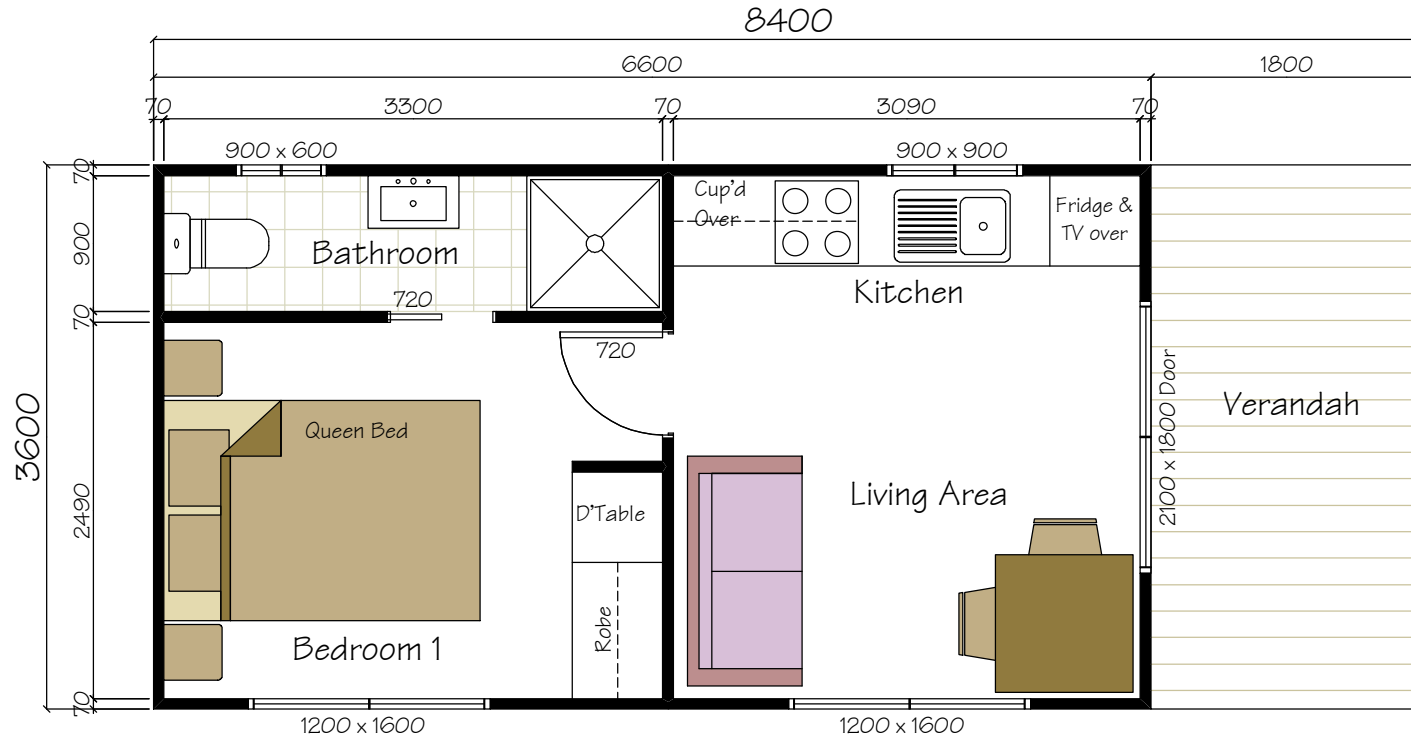 8400
6600
1800
70
3300
70
3090
70
900 x 600
900 x 900
70
900
70
2490
70
3600
Cup'd
Over
Fridge &
TV over
Bathroom
Kitchen
720
720
Queen Bed
2100 x 1800 Door
Verandah
Living Area
D'Table
Robe
Bedroom 1
1200 x 1600
1200 x 1600